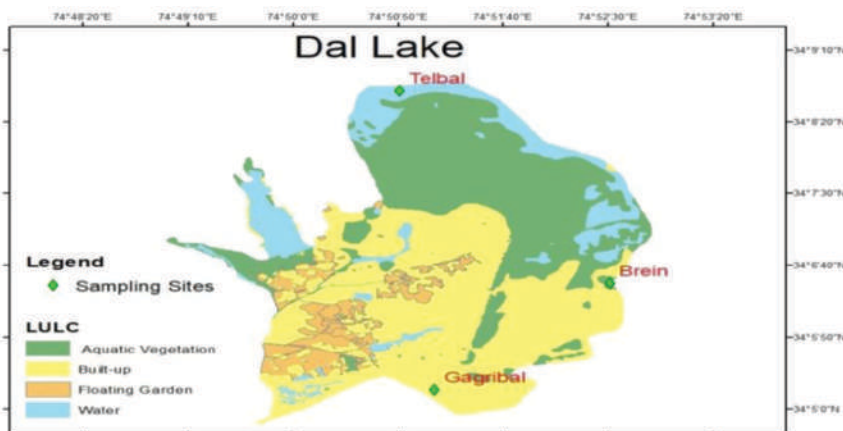 74°48'20"E 74°49'10"E 74°50'0"E 74°50'50"E 74°51'40"E 74°52'30"E 74°53'20"E
Dal Lake
Telbal
34°9'10"N
34°8'20"N
34°7'30"N
34°6'40"N
34°5'50"N
34°5'0"N
Brein
Gagribal
Legend
Sampling Sites
LULC
Aquatic Vegetation
Built-up
Floating Garden
Water